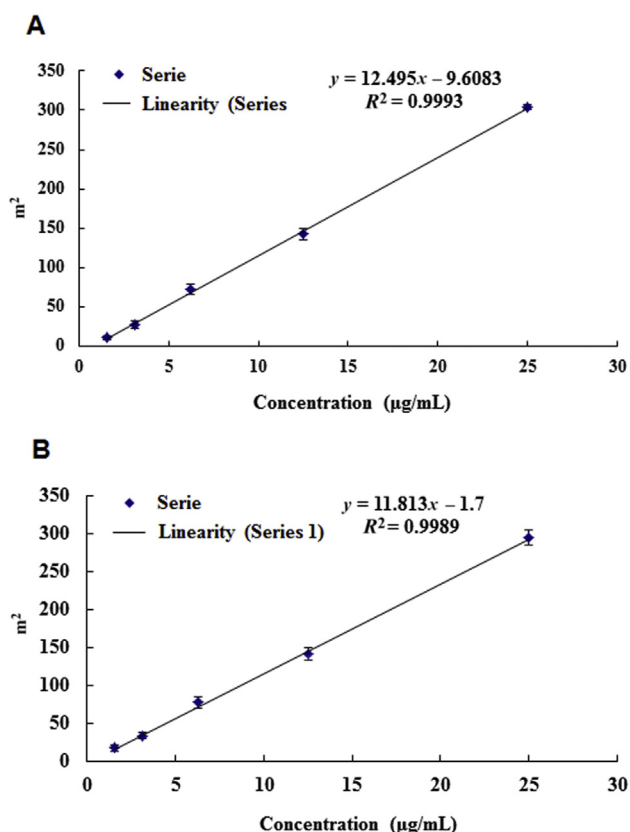 A
350
300
250
200
150
100
50
0
m²
Serie
Linearity (Series
y = 12.495x – 9.6083
R² = 0.9993
0 5 10 15 20 25 30
Concentration (µg/mL)
B
350
300
250
200
150
100
50
0
m²
Serie
Linearity (Series 1)
y = 11.813x – 1.7
R² = 0.9989
0 5 10 15 20 25 30
Concentration (µg/mL)